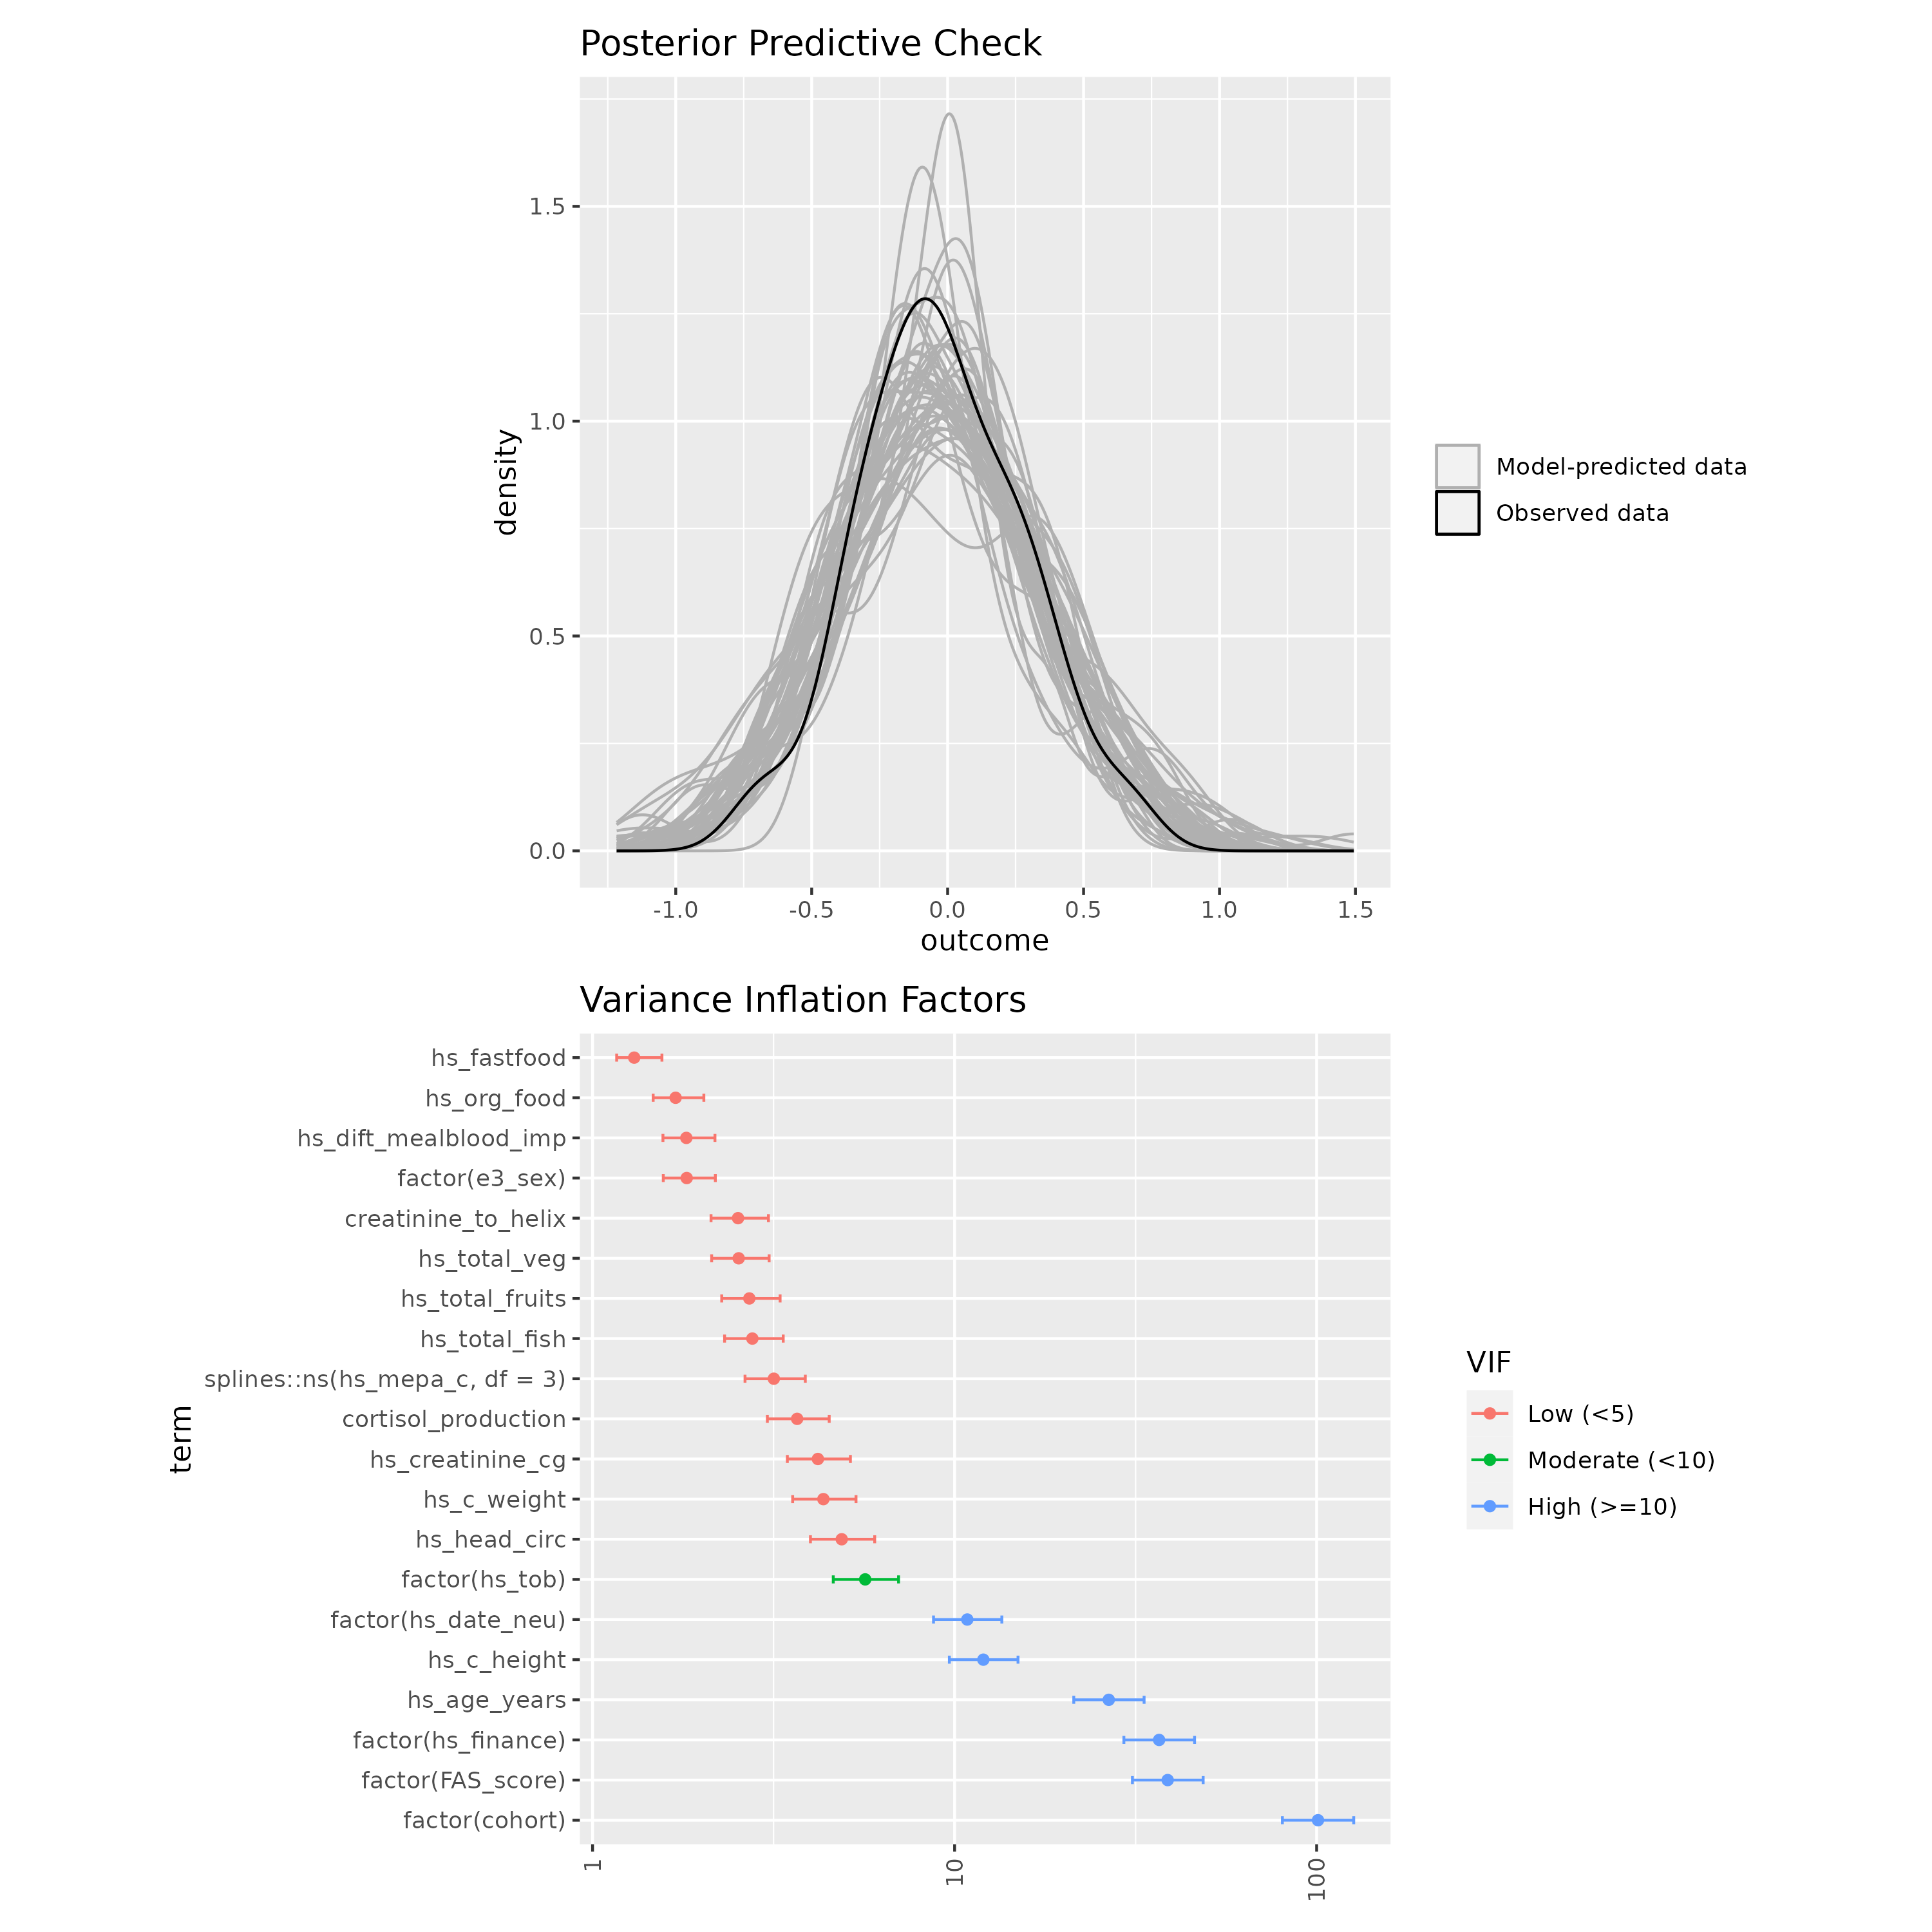 Posterior Predictive Check
density
1.5
1.0
0.5
0.0
-1.0 -0.5 0.0 0.5 1.0 1.5
outcome
Model-predicted data
Observed data
Variance Inflation Factors
term
hs_fastfood
hs_org_food
hs_dift_mealblood_imp
factor(e3_sex)
creatinine_to_helix
hs_total_veg
hs_total_fruits
hs_total_fish
splines::ns(hs_mepa_c, df = 3)
cortisol_production
hs_creatinine_cg
hs_c_weight
hs_head_circ
factor(hs_tob)
factor(hs_date_neu)
hs_c_height
hs_age_years
factor(hs_finance)
factor(FAS_score)
factor(cohort)
1 10 100
VIF
Low (<5)
Moderate (<10)
High (>=10)